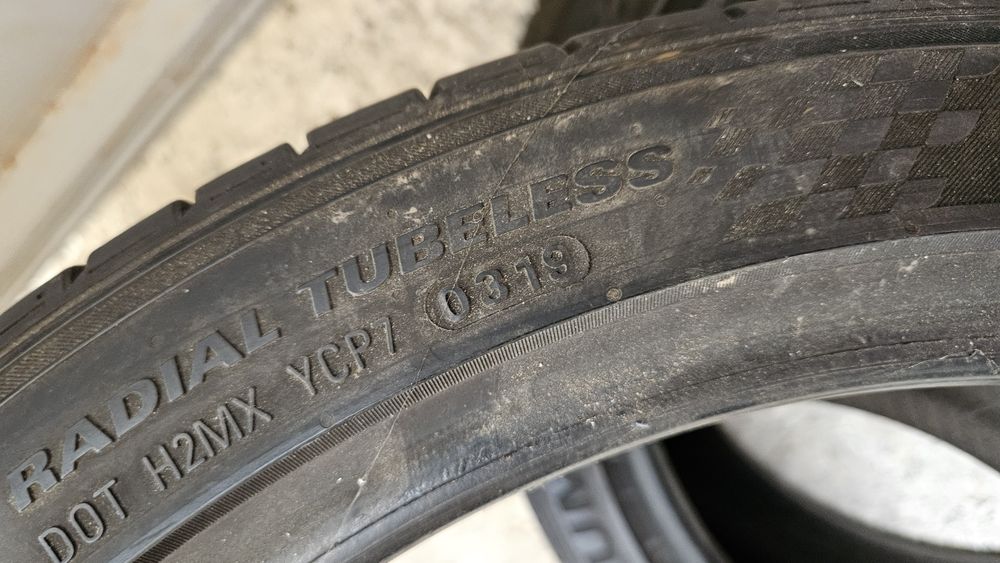 RADIAL TUBELESS
DOT H2MX YCP7 0319